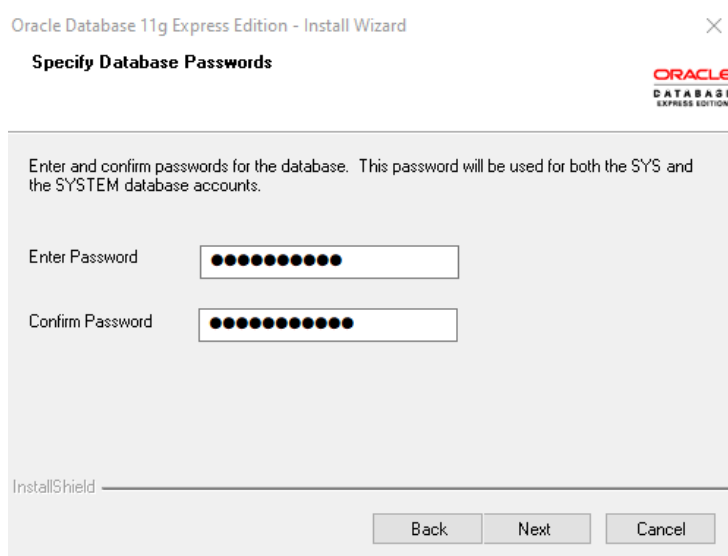 Oracle Database 11g Express Edition - Install Wizard
Specify Database Passwords
ORACLE
DATABASE
EXPRESS EDITION
Enter and confirm passwords for the database. This password will be used for both the SYS and
the SYSTEM database accounts.
Enter Password ●●●●●●●●●●
Confirm Password ●●●●●●●●●●●
InstallShield
Back Next Cancel